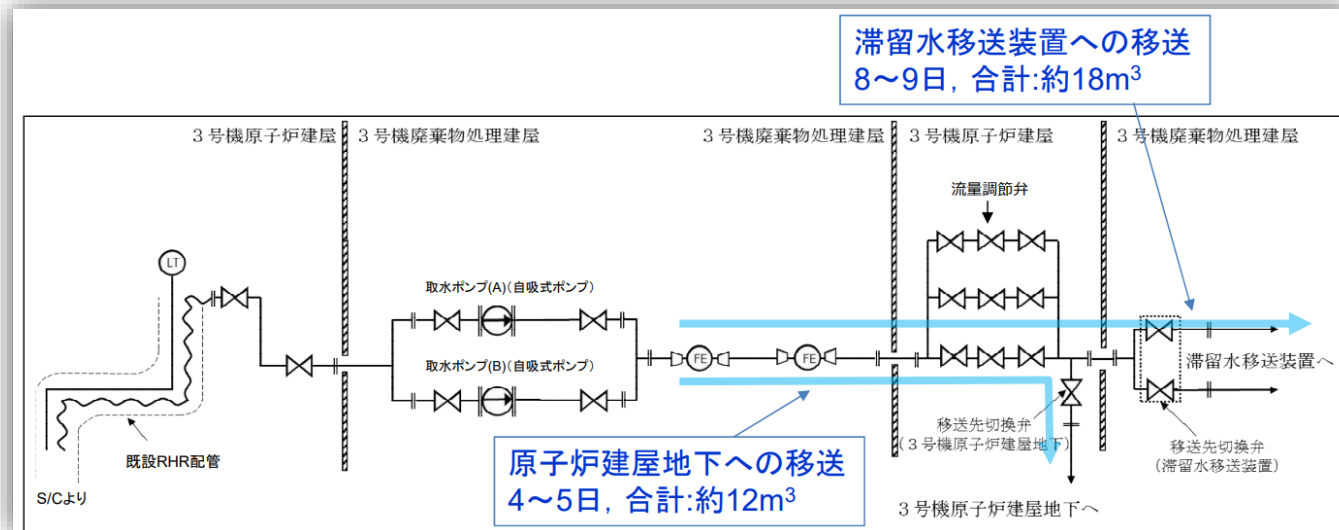 滞留水移送装置への移送
8～9日, 合計:約18m³
3号機原子炉建屋
3号機廃棄物処理建屋
3号機廃棄物処理建屋
3号機原子炉建屋
3号機廃棄物処理建屋
流量調節弁
LT
取水ポンプ(A)(自吸式ポンプ)
取水ポンプ(B)(自吸式ポンプ)
FE
FE
滞留水移送装置へ
移送先切換弁
(3号機原子炉建屋地下)
移送先切換弁
(滞留水移送装置)
既設RHR配管
原子炉建屋地下への移送
4～5日, 合計:約12m³
S/Cより
3号機原子炉建屋地下へ